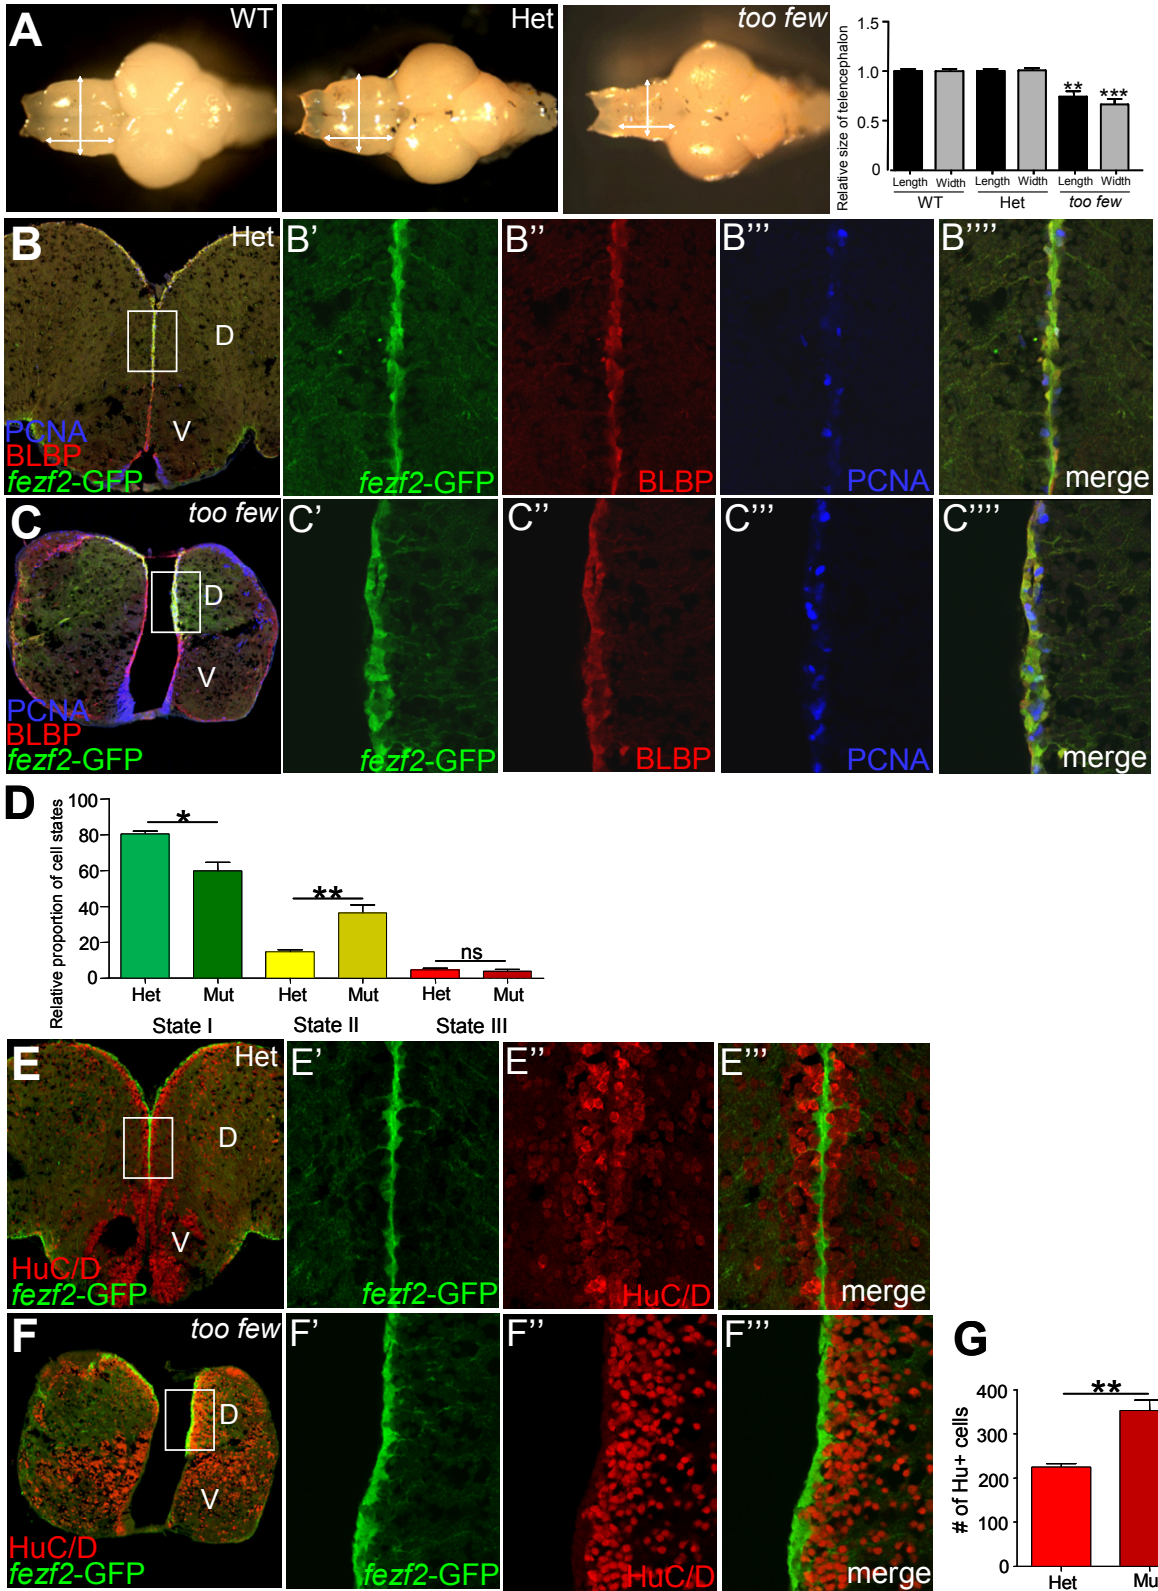 A
WT
Het
too few
Relative size of telencephalon
1.5
1.0
0.5
0
**
***
Length Width Length Width Length Width
WT Het too few
B
Het
D
V
PCNA
BLBP
fezf2-GFP
B'
fezf2-GFP
B''
BLBP
B'''
PCNA
B''''
merge
C
too few
D
V
PCNA
BLBP
fezf2-GFP
C'
fezf2-GFP
C''
BLBP
C'''
PCNA
C''''
merge
D
Relative proportion of cell states
100
80
60
40
20
0
*
**
ns
Het Mut Het Mut Het Mut
State I State II State III
E
Het
D
V
HuC/D
fezf2-GFP
E'
fezf2-GFP
E''
HuC/D
E'''
merge
F
too few
D
V
HuC/D
fezf2-GFP
F'
fezf2-GFP
F''
HuC/D
F'''
merge
G
# of Hu+ cells
400
300
200
100
0
**
Het Mu